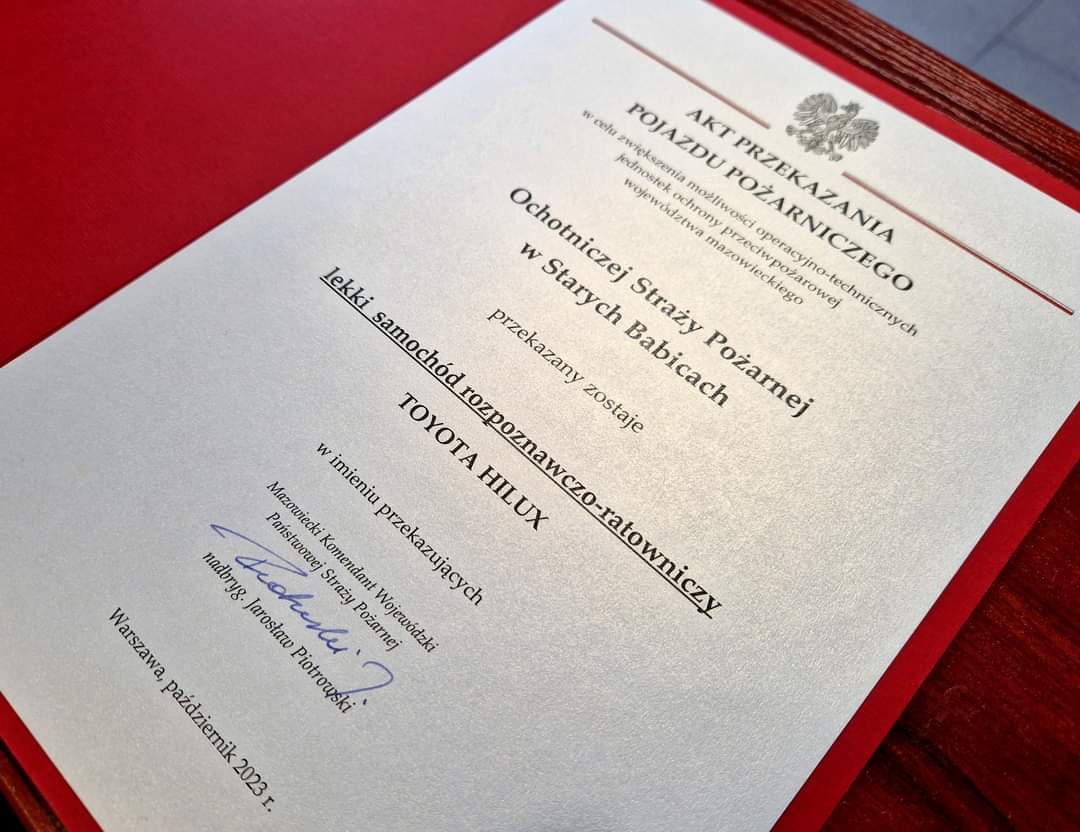 AKT PRZEKAZANIA
POJAZDU POŻARNICZEGO
w celu zwiększenia możliwości operacyjno-technicznych
jednostek ochrony przeciwpożarowej
województwa mazowieckiego
Ochotniczej Straży Pożarnej
w Starych Babicach
przekazany zostaje
lekki samochód rozpoznawczo-ratowniczy
TOYOTA HILUX
w imieniu przekazujących
Mazowiecki Komendant Wojewódzki
Państwowej Straży Pożarnej
nadbryg. Jarosław Piotrowski
Warszawa, październik 2023 r.